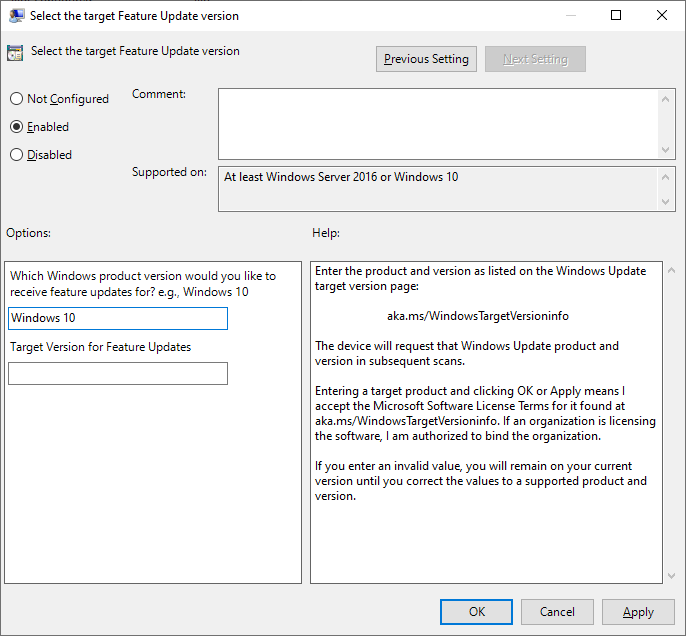 Select the target Feature Update version
Select the target Feature Update version
Previous Setting
Next Setting
Not Configured
Comment:
Enabled
Disabled
Supported on:
At least Windows Server 2016 or Windows 10
Options:
Help:
Which Windows product version would you like to
receive feature updates for? e.g., Windows 10
Windows 10
Target Version for Feature Updates
Enter the product and version as listed on the Windows Update
target version page:
aka.ms/WindowsTargetVersioninfo
The device will request that Windows Update product and
version in subsequent scans.
Entering a target product and clicking OK or Apply means I
accept the Microsoft Software License Terms for it found at
aka.ms/WindowsTargetVersioninfo. If an organization is licensing
the software, I am authorized to bind the organization.
If you enter an invalid value, you will remain on your current
version until you correct the values to a supported product and
version.
OK
Cancel
Apply